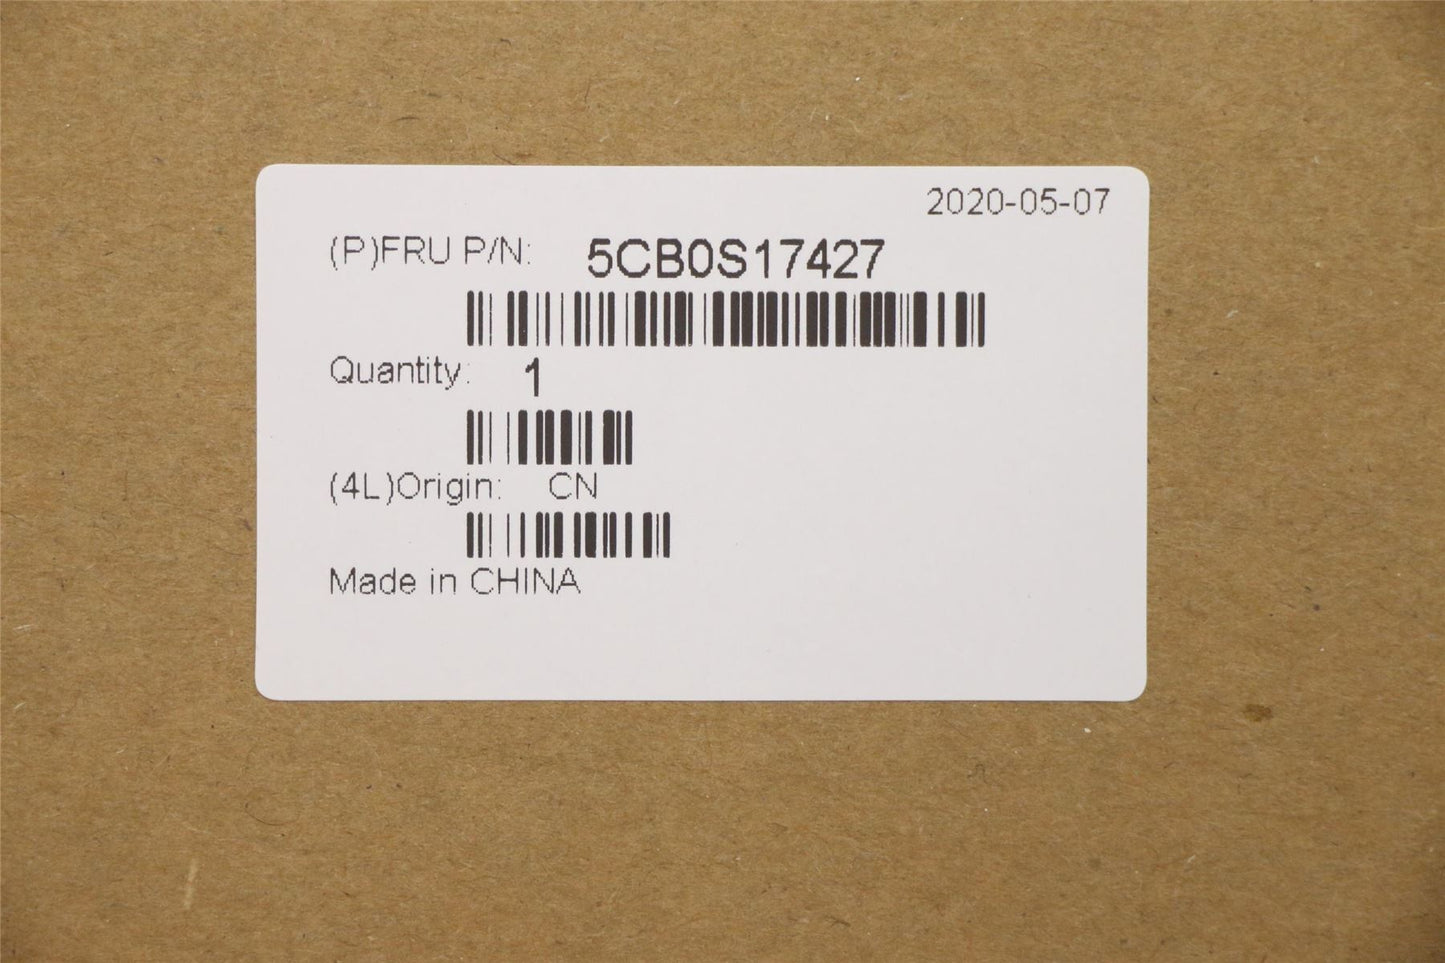 2020-05-07
(P)FRU P/N: 5CB0S17427
Quantity: 1
(4L)Origin: CN
Made in CHINA